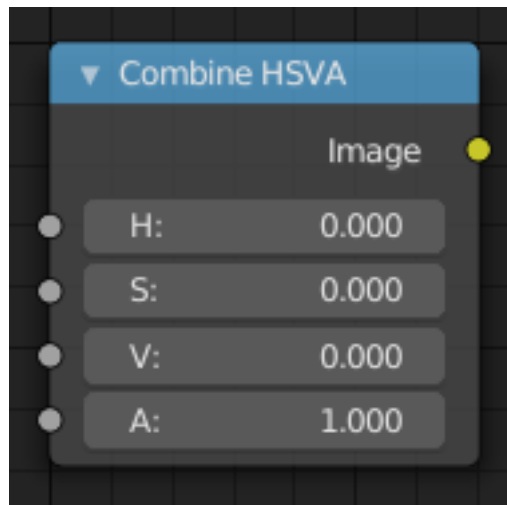 Combine HSVA
Image
H: 0.000
S: 0.000
V: 0.000
A: 1.000